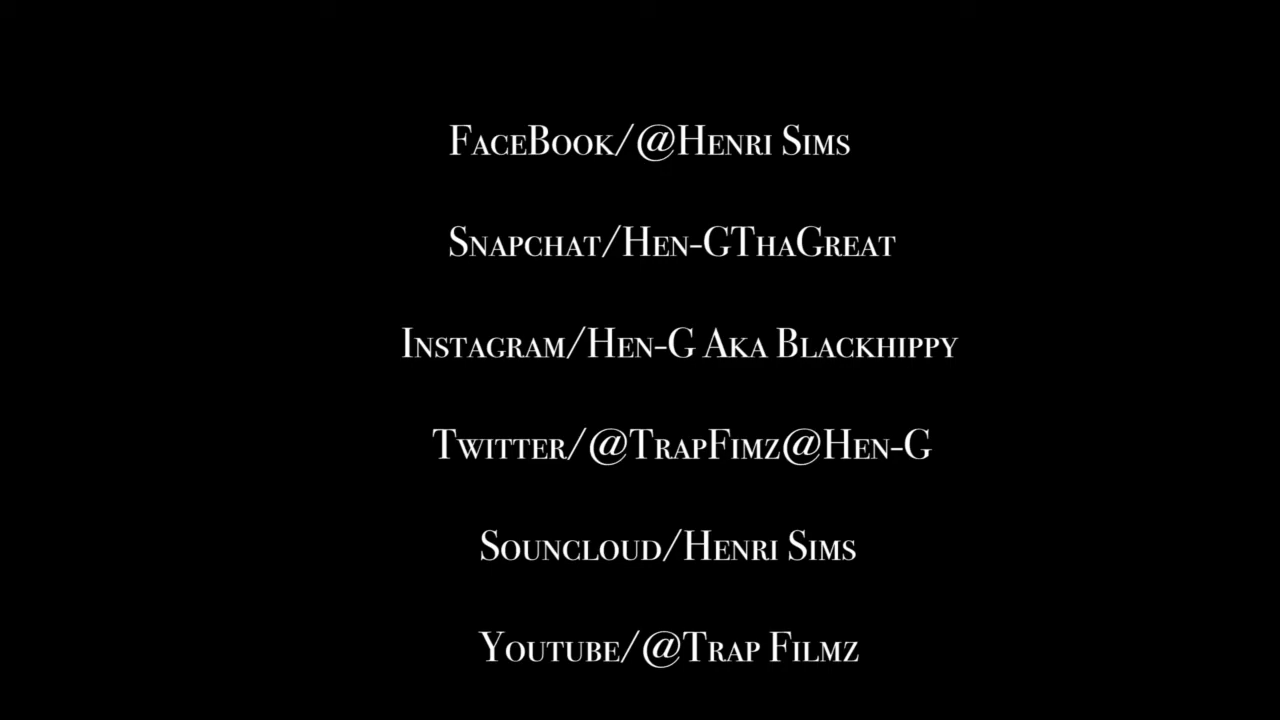 FaceBook/@Henri Sims
Snapchat/Hen-GThaGreat
Instagram/Hen-G Aka Blackhippy
Twitter/@TrapFimz@Hen-G
Souncloud/Henri Sims
Youtube/@Trap Filmz